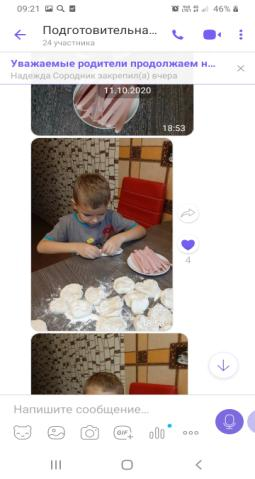 09:21
46%
Подготовительна...
24 участника
Уважаемые родители продолжаем н...
Надежда Сородник закрепил(а) вчера
11.10.2020
18:53
4
Напишите сообщение...
GIF+